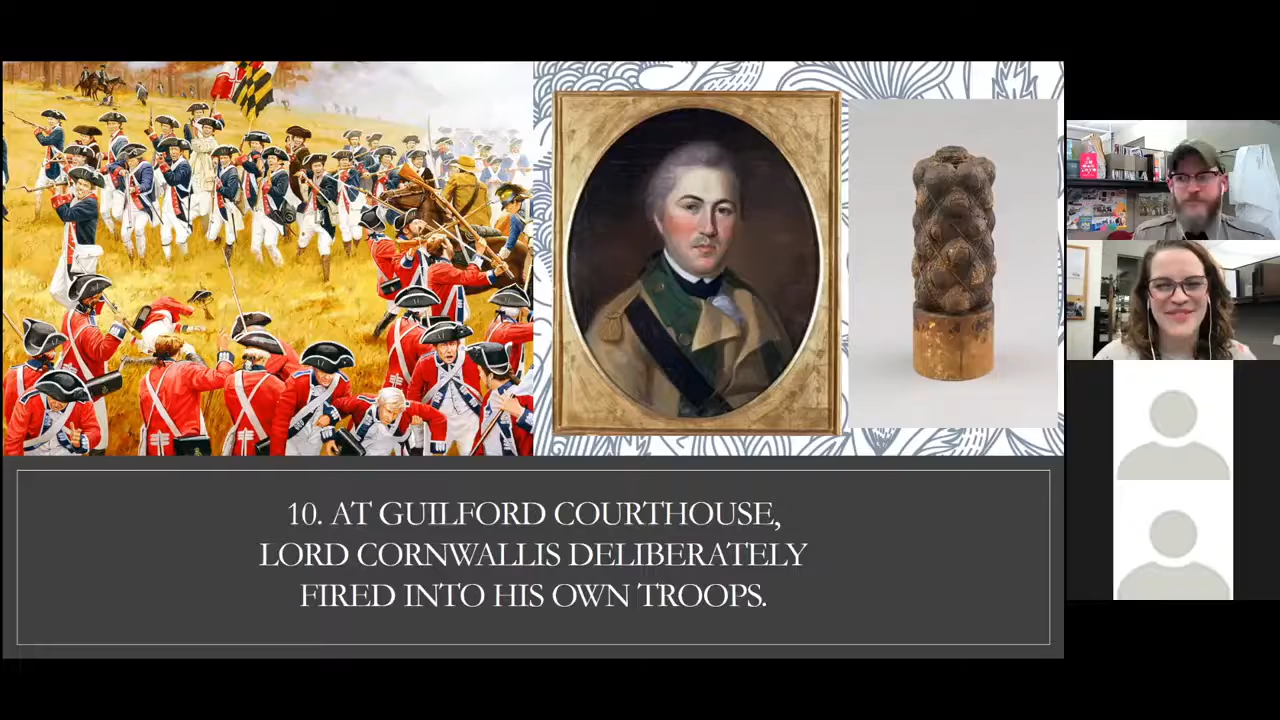 10. AT GUILFORD COURTHOUSE,
LORD CORNWALLIS DELIBERATELY
FIRED INTO HIS OWN TROOPS.